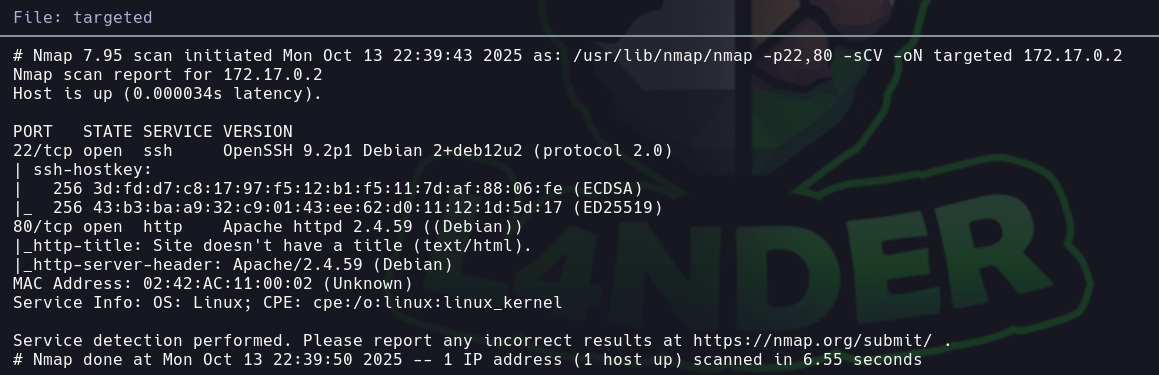 File: targeted
# Nmap 7.95 scan initiated Mon Oct 13 22:39:43 2025 as: /usr/lib/nmap/nmap -p22,80 -sCV -oN targeted 172.17.0.2
Nmap scan report for 172.17.0.2
Host is up (0.000034s latency).
PORT   STATE SERVICE VERSION
22/tcp open  ssh     OpenSSH 9.2p1 Debian 2+deb12u2 (protocol 2.0)
| ssh-hostkey:
|   256 3d:fd:d7:c8:17:97:f5:12:b1:f5:11:7d:af:88:06:fe (ECDSA)
|_  256 43:b3:ba:a9:32:c9:01:43:ee:62:d0:11:12:1d:5d:17 (ED25519)
80/tcp open  http    Apache httpd 2.4.59 ((Debian))
|_http-title: Site doesn't have a title (text/html).
|_http-server-header: Apache/2.4.59 (Debian)
MAC Address: 02:42:AC:11:00:02 (Unknown)
Service Info: OS: Linux; CPE: cpe:/o:linux:linux_kernel
Service detection performed. Please report any incorrect results at https://nmap.org/submit/ .
# Nmap done at Mon Oct 13 22:39:50 2025 -- 1 IP address (1 host up) scanned in 6.55 seconds
4NDER